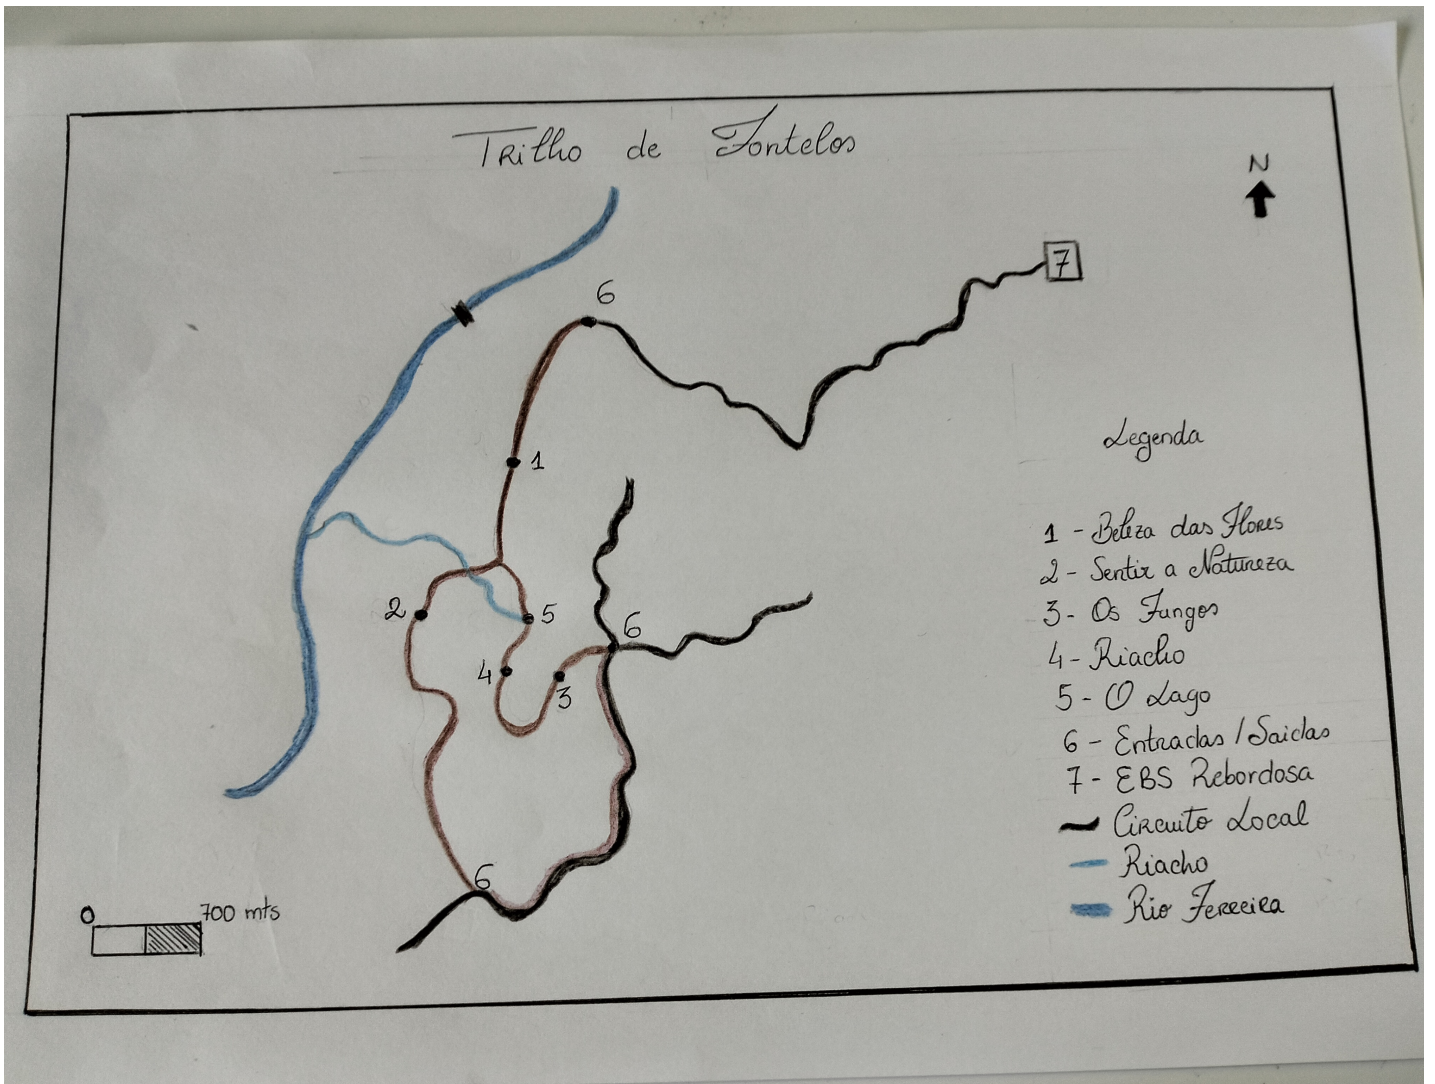 Trilho de Fontelos
N
7
6
1
2
5
6
4
3
6
Legenda
1 - Beleza das Flores
2 - Sentir a Natureza
3 - Os Fungos
4 - Riacho
5 - O Lago
6 - Entradas / Saidas
7 - EBS Rebordosa
Circuito Local
Riacho
Rio Ferreira
0 700 mts